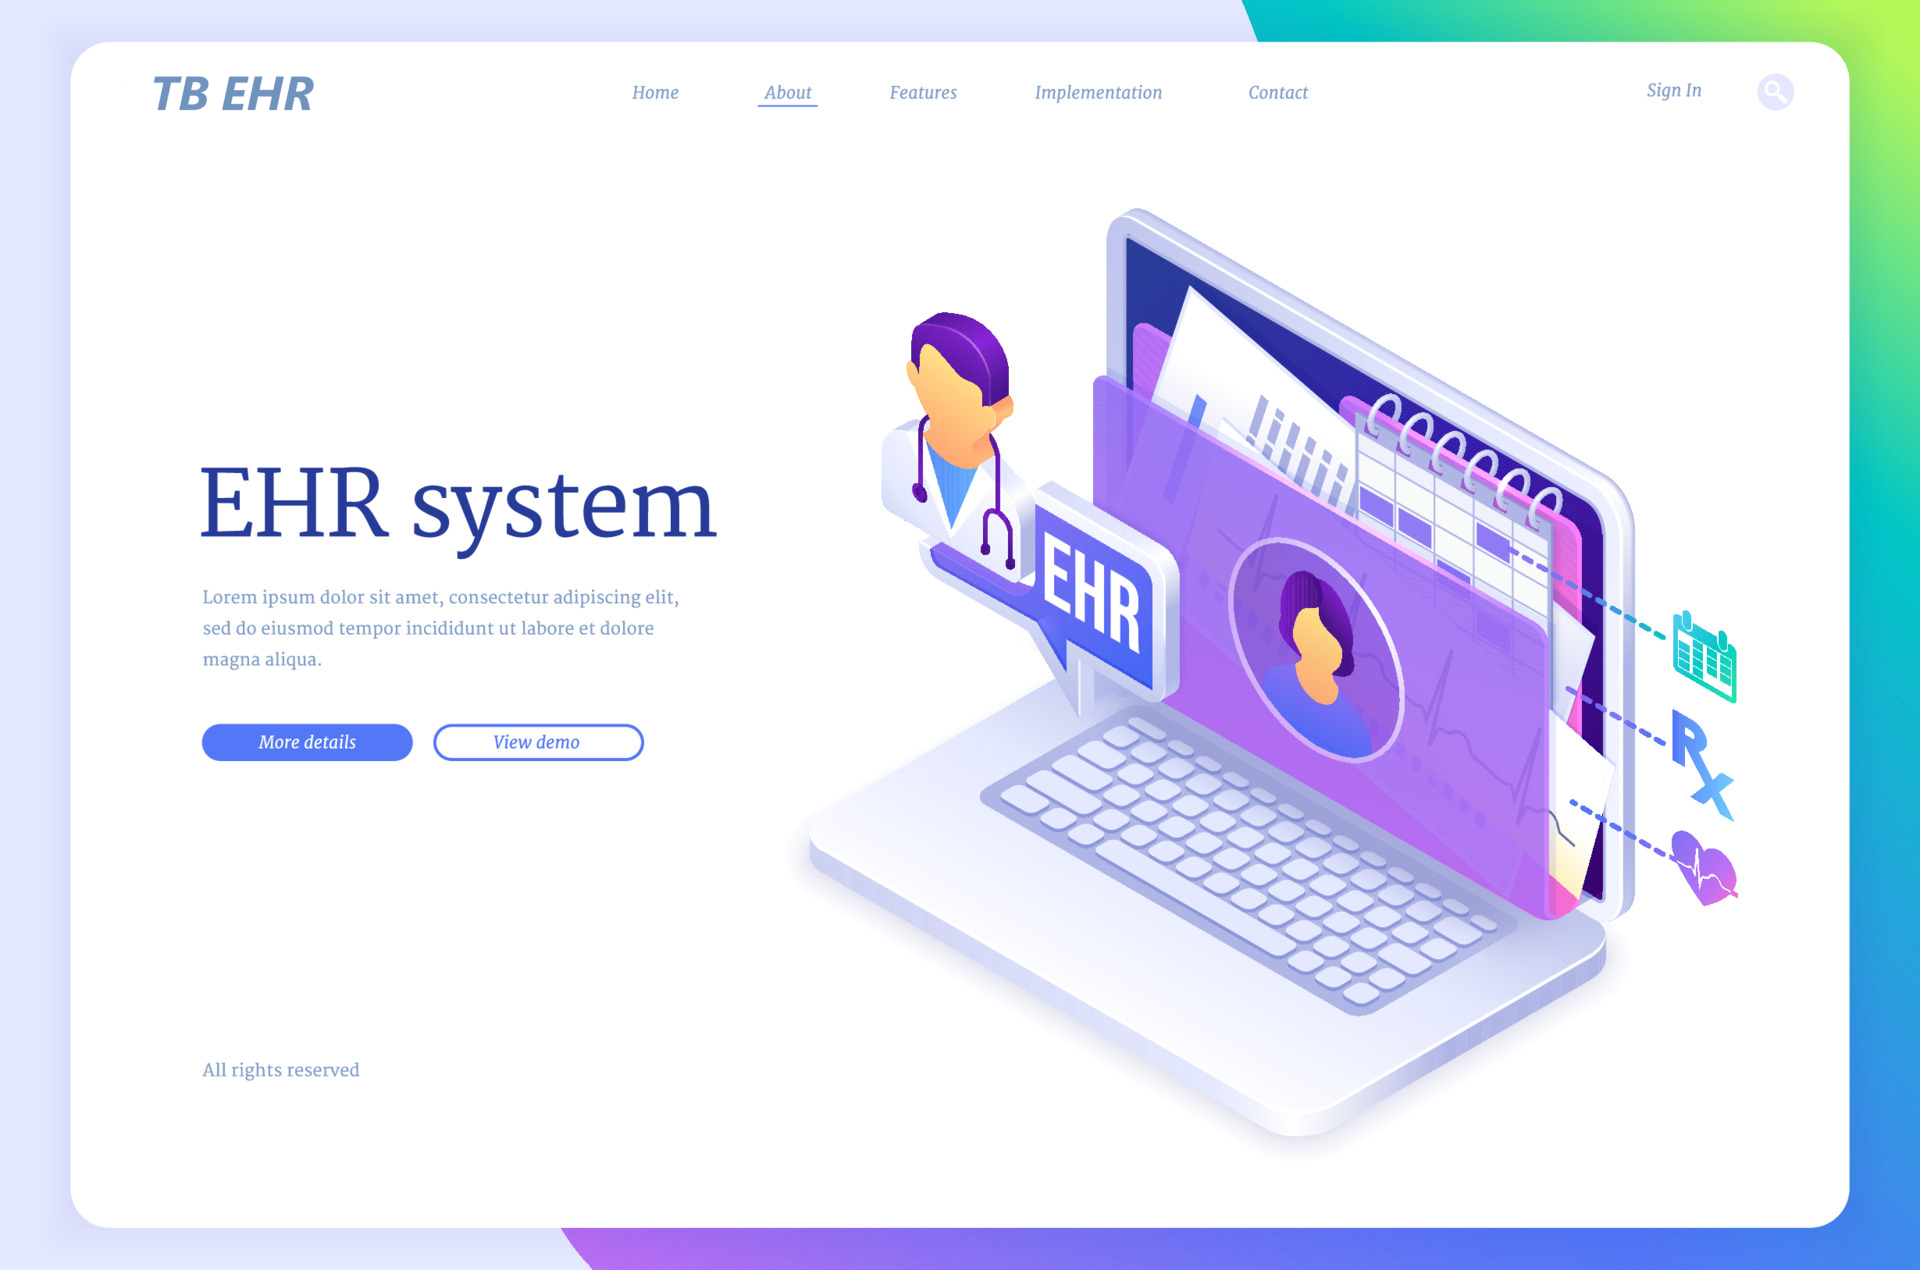 TB EHR
Home About Features Implementation Contact Sign In
EHR system
Lorem ipsum dolor sit amet, consectetur adipiscing elit,
sed do eiusmod tempor incididunt ut labore et dolore
magna aliqua.
More details View demo
EHR
Rx
All rights reserved